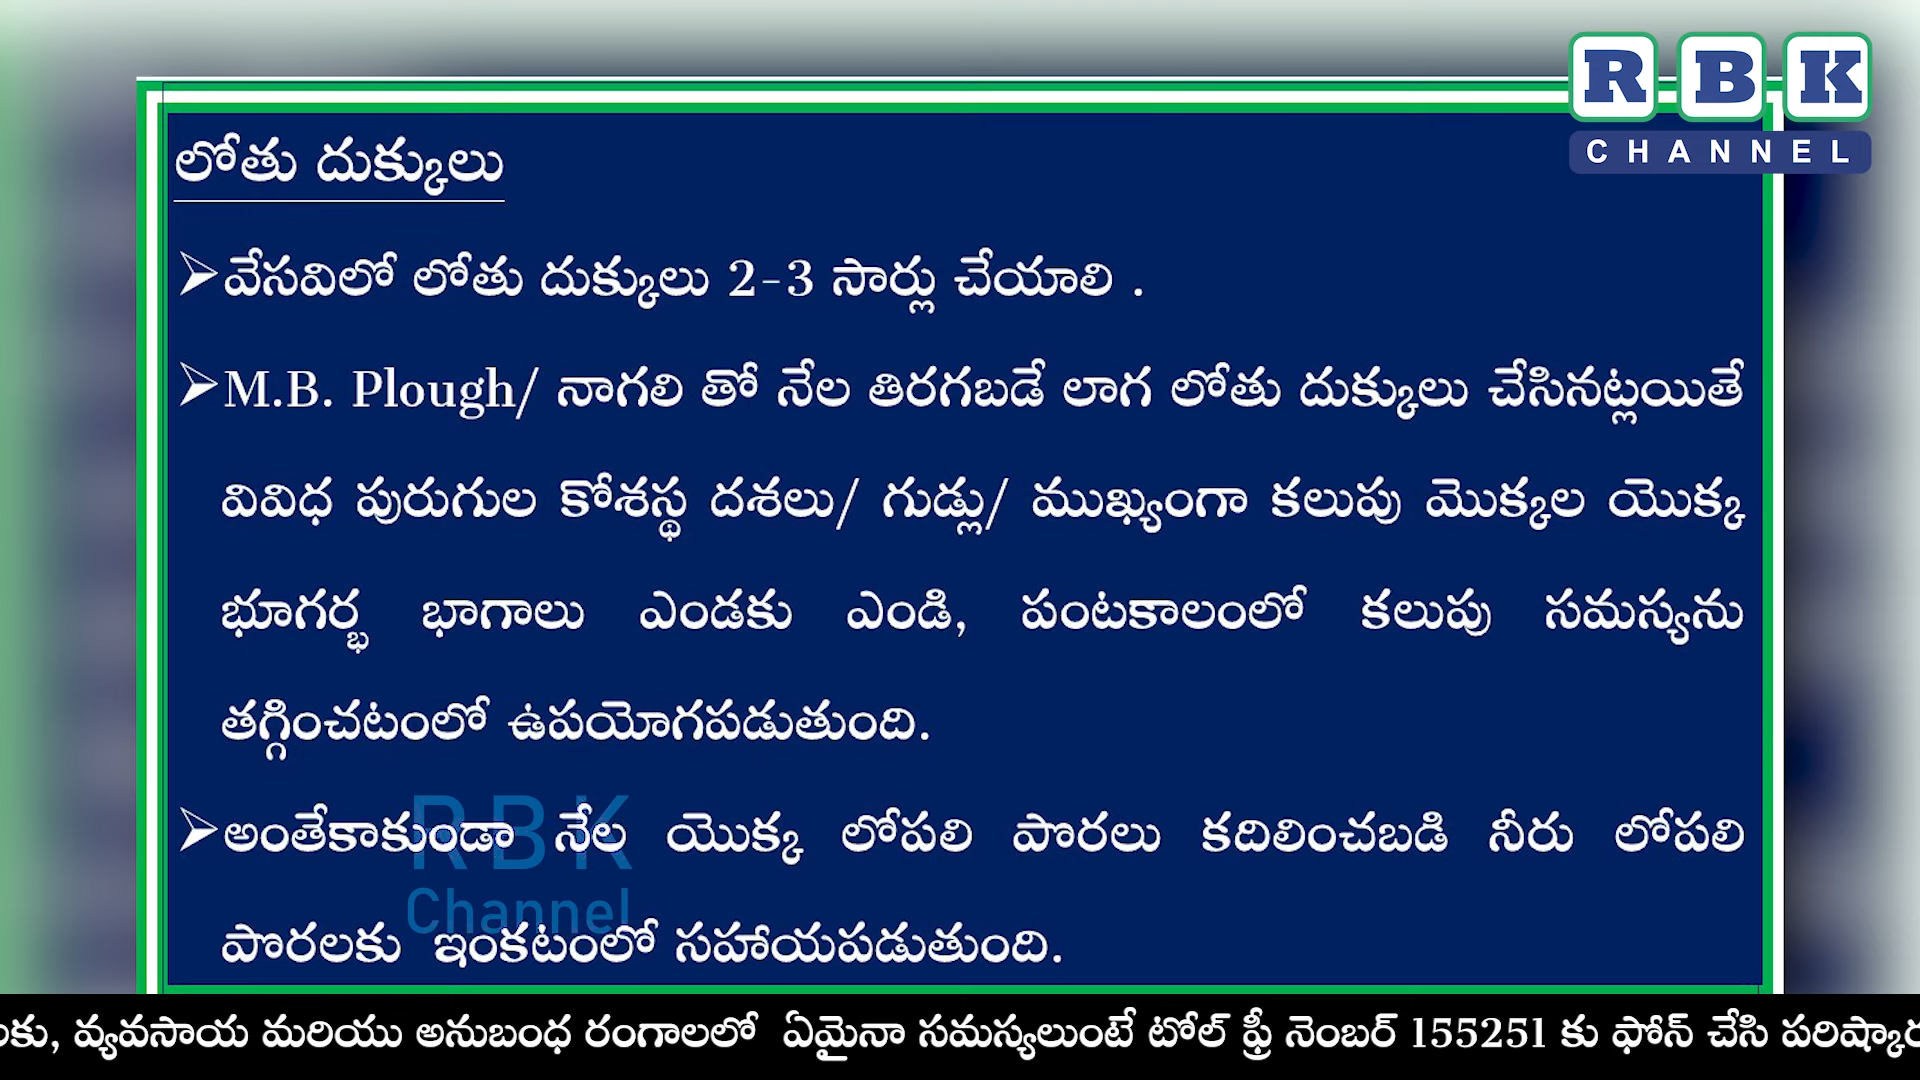 R B K
CHANNEL
లోతు దుక్కులు
➢వేసవిలో లోతు దుక్కులు 2-3 సార్లు చేయాలి .
➢M.B. Plough/ నాగలి తో నేల తిరగబడే లాగ లోతు దుక్కులు చేసినట్లయితే
వివిధ పురుగుల కోశస్థ దశలు/ గుడ్లు/ ముఖ్యంగా కలుపు మొక్కల యొక్క
భూగర్భ భాగాలు ఎండకు ఎండి, పంటకాలంలో కలుపు సమస్యను
తగ్గించటంలో ఉపయోగపడుతుంది.
➢అంతేకాకుండా నేల యొక్క లోపలి పొరలు కదిలించబడి నీరు లోపలి
పొరలకు ఇంకటంలో సహాయపడుతుంది.
RBK
Channel
వ్యవసాయ మరియు అనుబంధ రంగాలలో ఏమైనా సమస్యలుంటే టోల్ ఫ్రీ నెంబర్ 155251 కు ఫోన్ చేసి